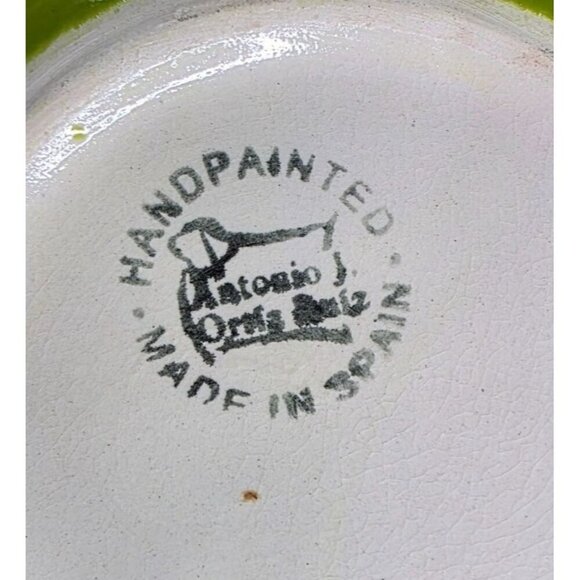 HANDPAINTED
Antonio J.
Ortiz Ruiz
· MADE IN SPAIN ·